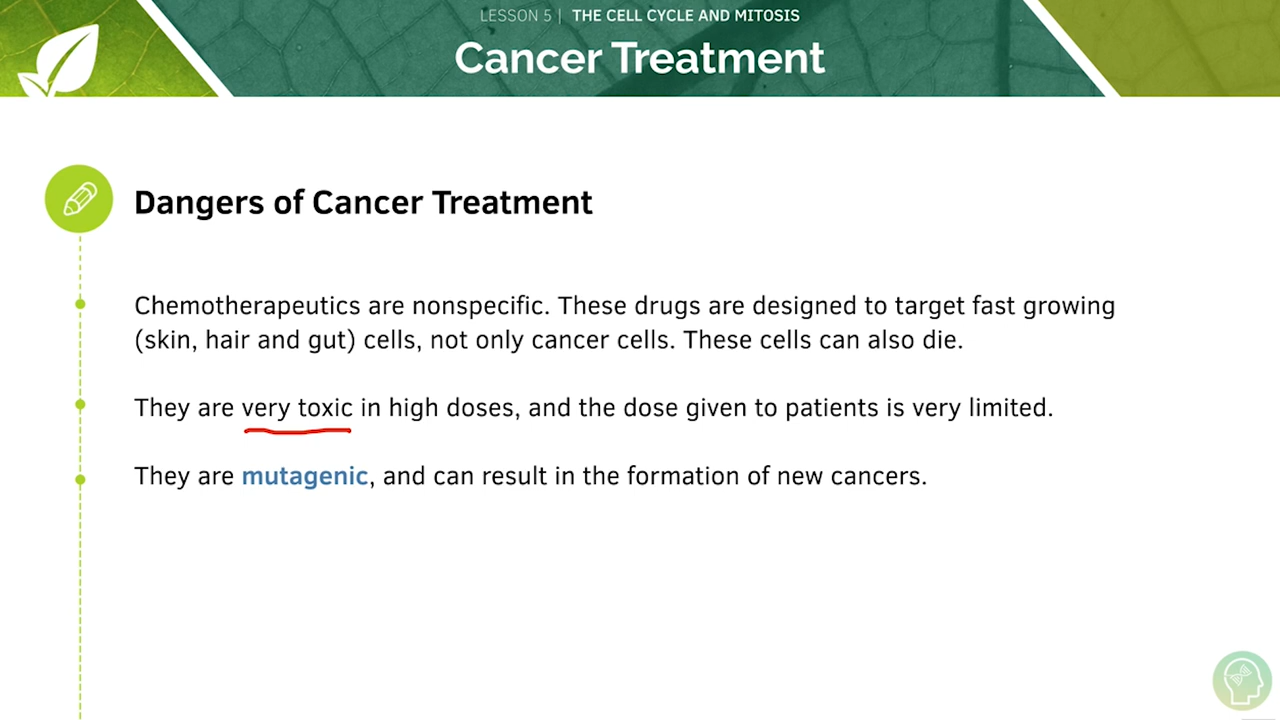 LESSON 5 | THE CELL CYCLE AND MITOSIS
Cancer Treatment
Dangers of Cancer Treatment
Chemotherapeutics are nonspecific. These drugs are designed to target fast growing
(skin, hair and gut) cells, not only cancer cells. These cells can also die.
They are very toxic in high doses, and the dose given to patients is very limited.
They are mutagenic, and can result in the formation of new cancers.